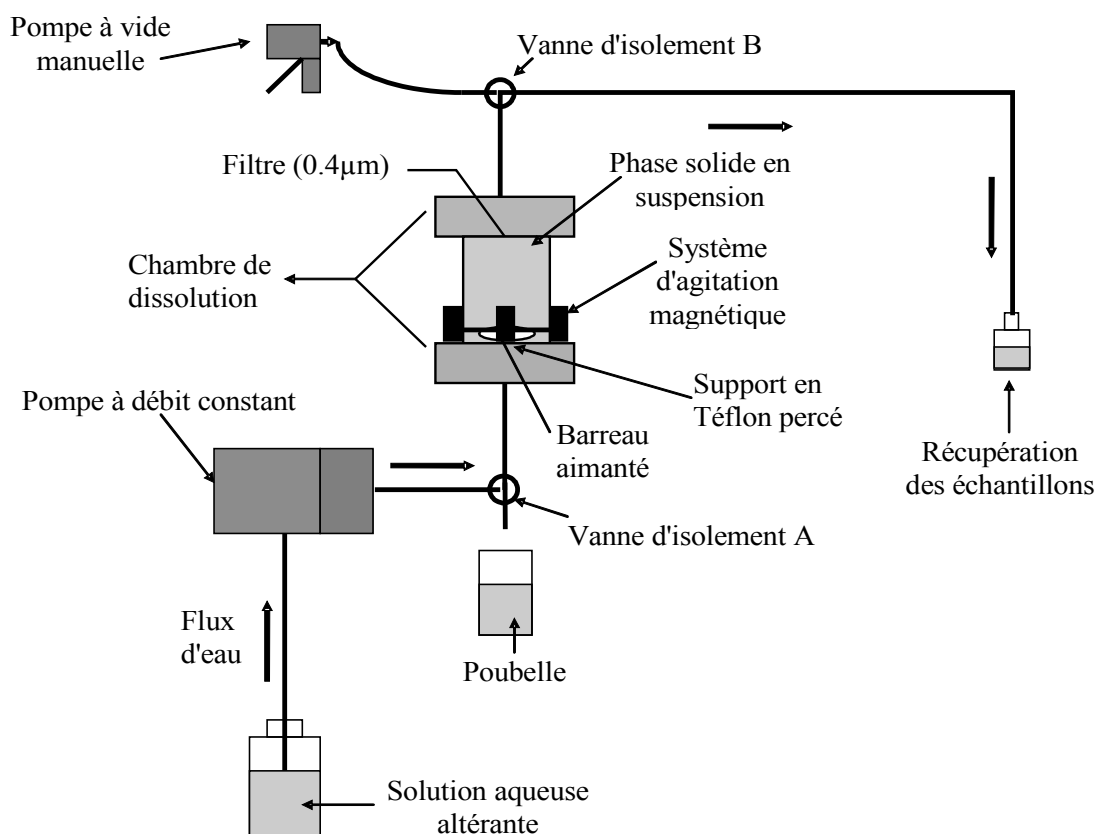 Pompe à vide
manuelle
Vanne d'isolement B
Filtre (0.4µm)
Phase solide en
suspension
Chambre de
dissolution
Système
d'agitation
magnétique
Pompe à débit constant
Support en
Téflon percé
Barreau
aimanté
Récupération
des échantillons
Vanne d'isolement A
Flux
d'eau
Poubelle
Solution aqueuse
altérante